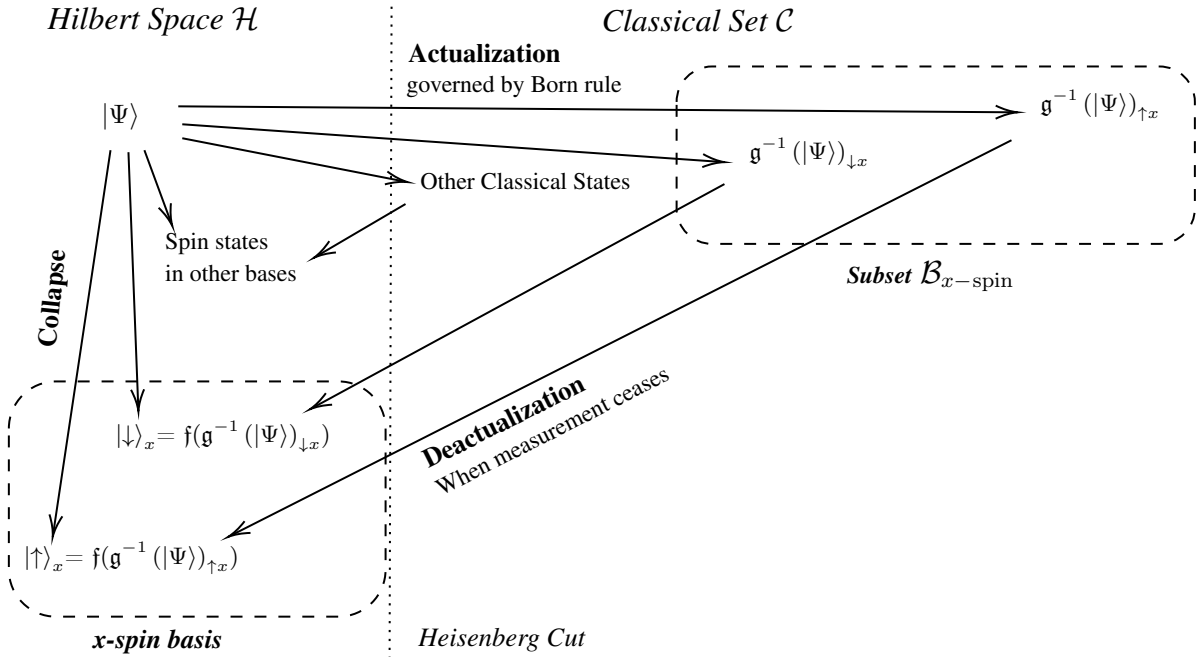 Hilbert Space ℋ
Classical Set 𝒞
Actualization
governed by Born rule
|Ψ⟩
𝔤⁻¹ (|Ψ⟩)↑x
𝔤⁻¹ (|Ψ⟩)↓x
Other Classical States
Spin states
in other bases
Subset ℬx−spin
Collapse
Deactualization
When measurement ceases
|↓⟩x= 𝔣(𝔤⁻¹ (|Ψ⟩)↓x)
|↑⟩x= 𝔣(𝔤⁻¹ (|Ψ⟩)↑x)
x-spin basis
Heisenberg Cut